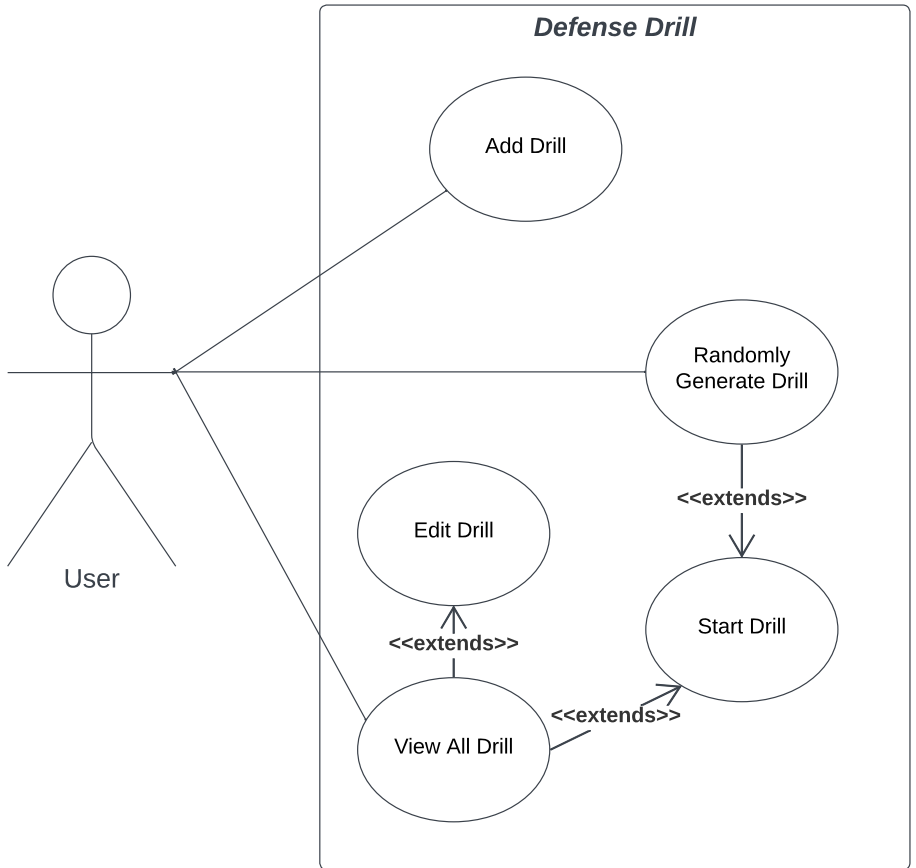 Defense Drill
Add Drill
Randomly
Generate Drill
<<extends>>
Edit Drill
User
Start Drill
<<extends>>
<<extends>>
View All Drill